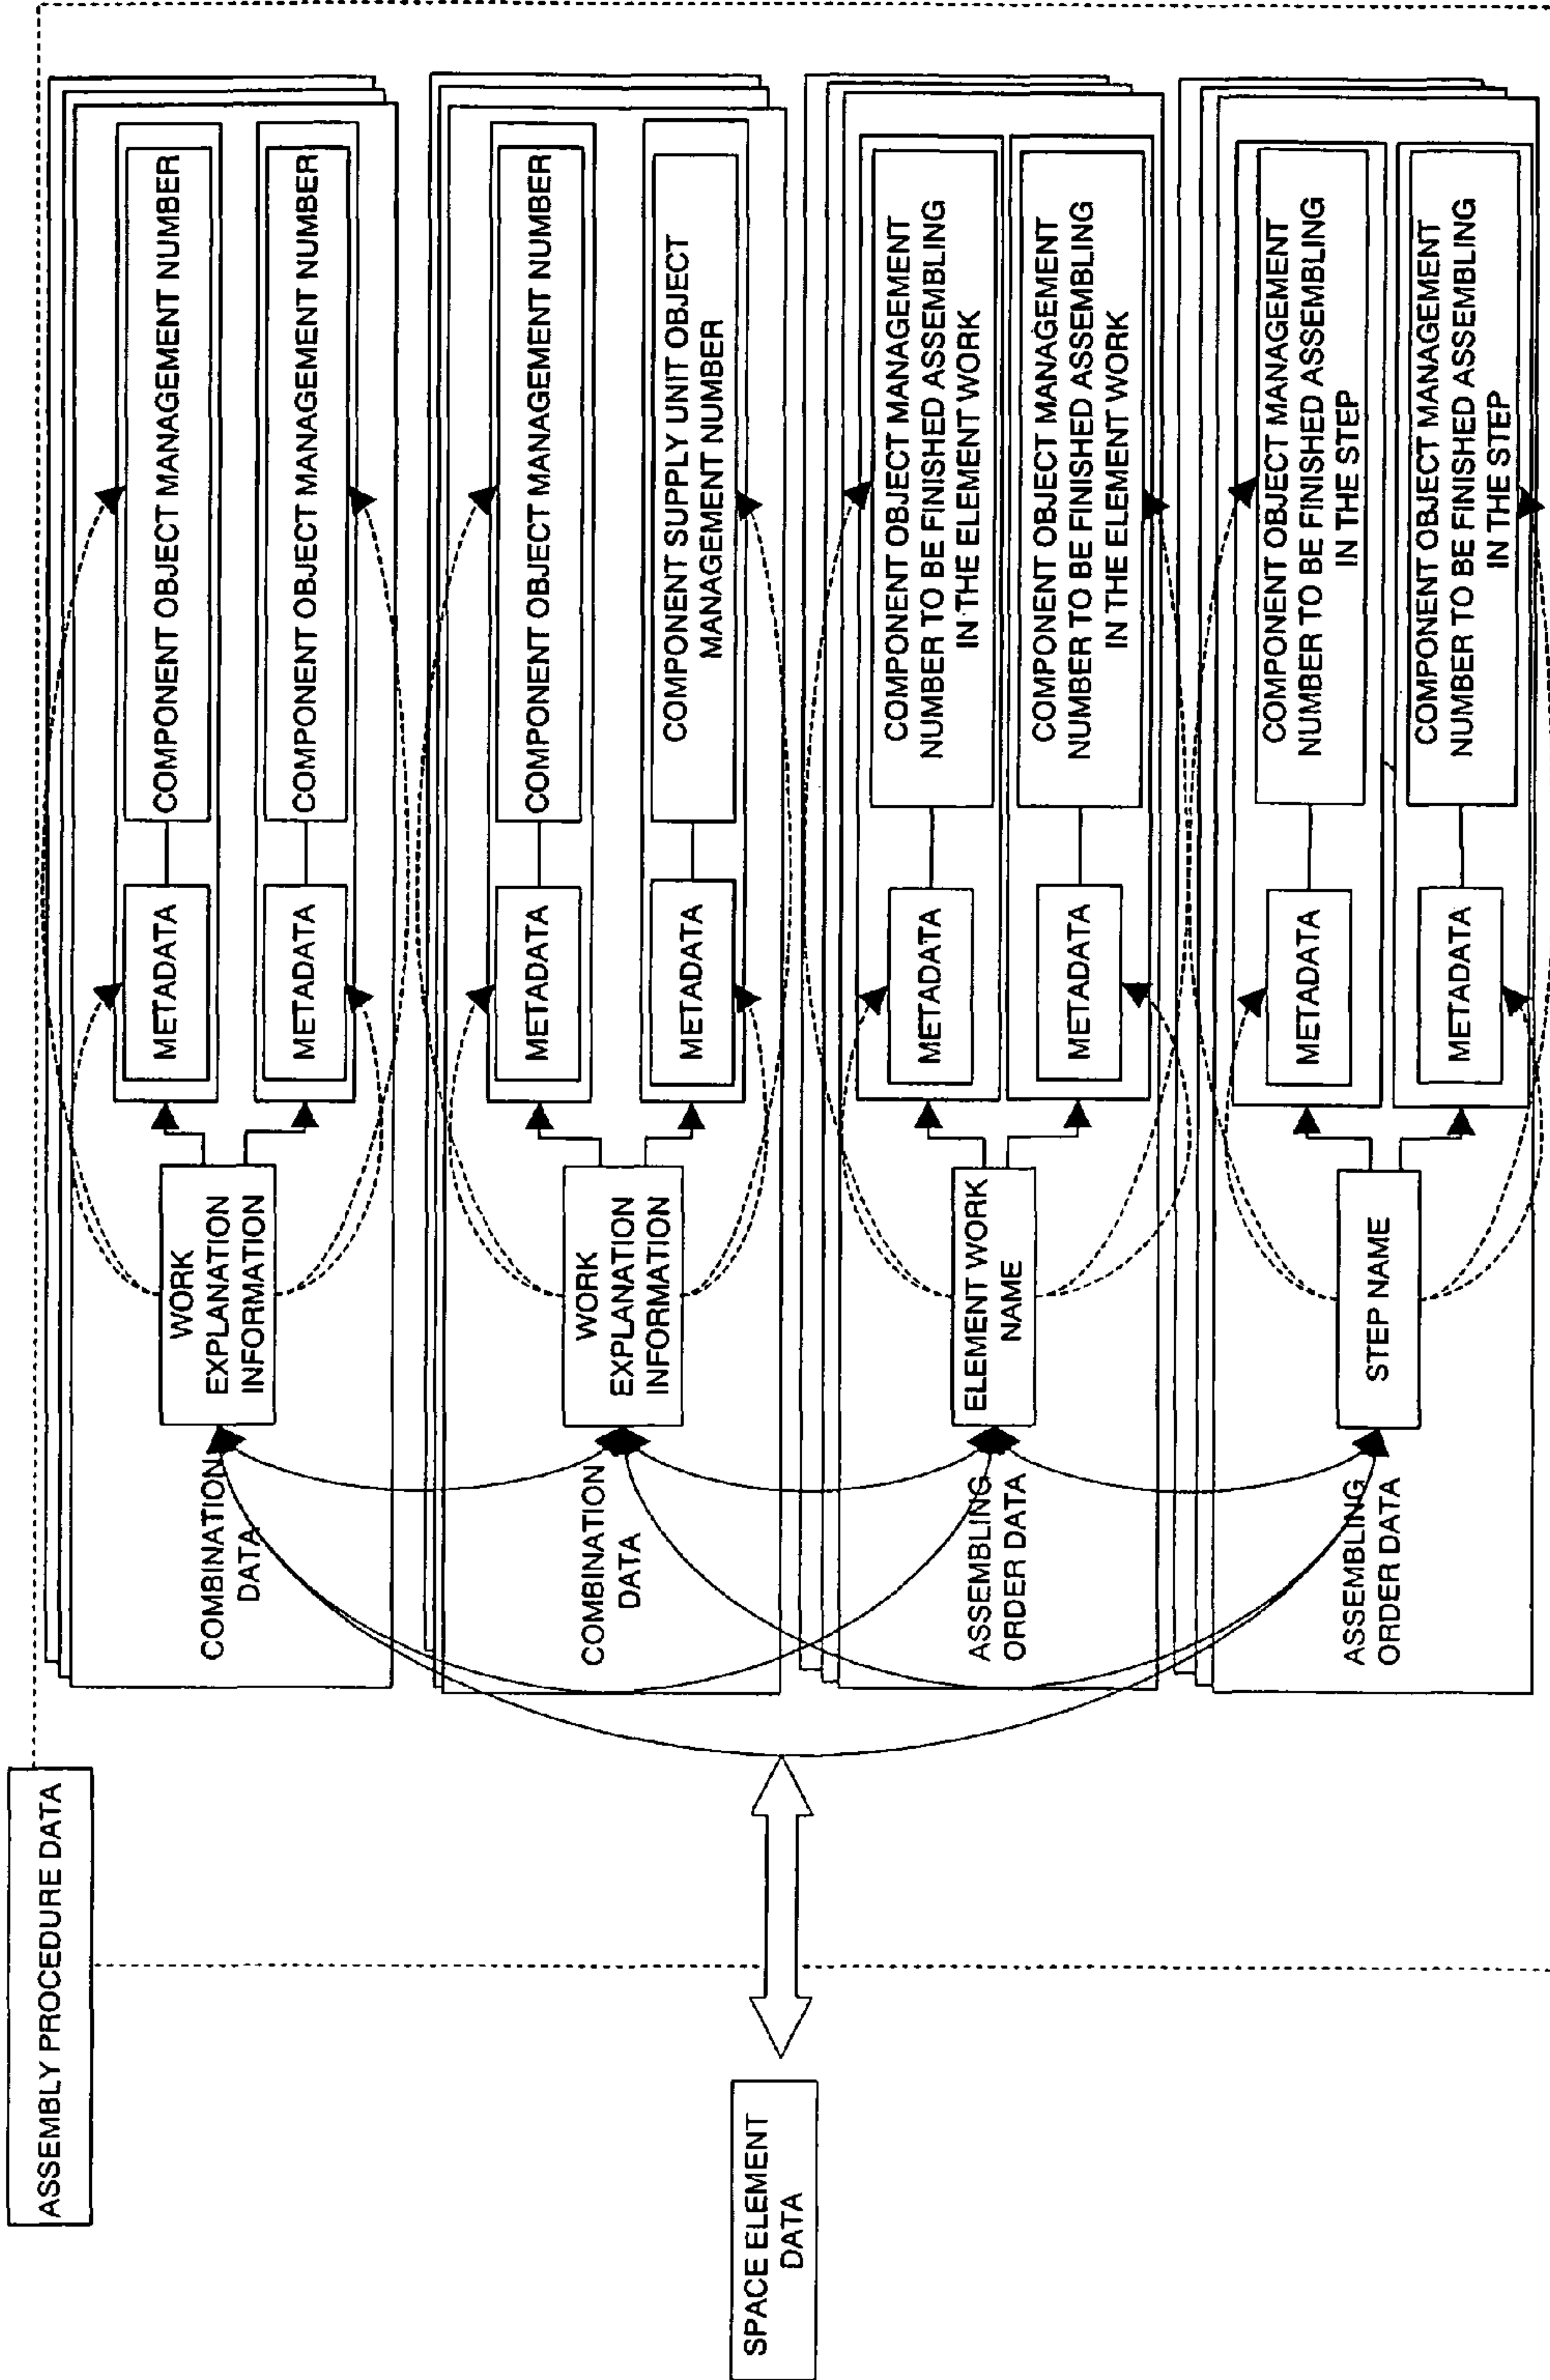 ASSEMBLY PROCEDURE DATA
SPACE ELEMENT
DATA
COMBINATION
DATA
WORK
EXPLANATION
INFORMATION
METADATA
COMPONENT OBJECT MANAGEMENT NUMBER
METADATA
COMPONENT OBJECT MANAGEMENT NUMBER
COMBINATION
DATA
WORK
EXPLANATION
INFORMATION
METADATA
COMPONENT OBJECT MANAGEMENT NUMBER
METADATA
COMPONENT SUPPLY UNIT OBJECT
MANAGEMENT NUMBER
ASSEMBLING
ORDER DATA
ELEMENT WORK
NAME
METADATA
COMPONENT OBJECT MANAGEMENT
NUMBER TO BE FINISHED ASSEMBLING
IN THE ELEMENT WORK
METADATA
COMPONENT OBJECT MANAGEMENT
NUMBER TO BE FINISHED ASSEMBLING
IN THE ELEMENT WORK
ASSEMBLING
ORDER DATA
STEP NAME
METADATA
COMPONENT OBJECT MANAGEMENT
NUMBER TO BE FINISHED ASSEMBLING
IN THE STEP
METADATA
COMPONENT OBJECT MANAGEMENT
NUMBER TO BE FINISHED ASSEMBLING
IN THE STEP